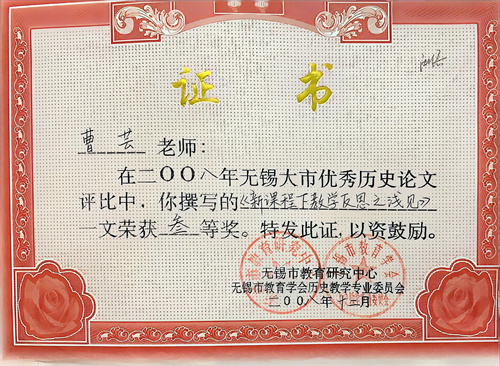 证 书
曹芸 老师:
在二〇〇八年无锡大市优秀历史论文
评比中，你撰写的《新课程下教学反思之浅见》
一文荣获 叁 等奖。特发此证，以资鼓励。
无锡市教育研究中心
无锡市教育学会历史教学专业委员会
二〇〇八年十二月